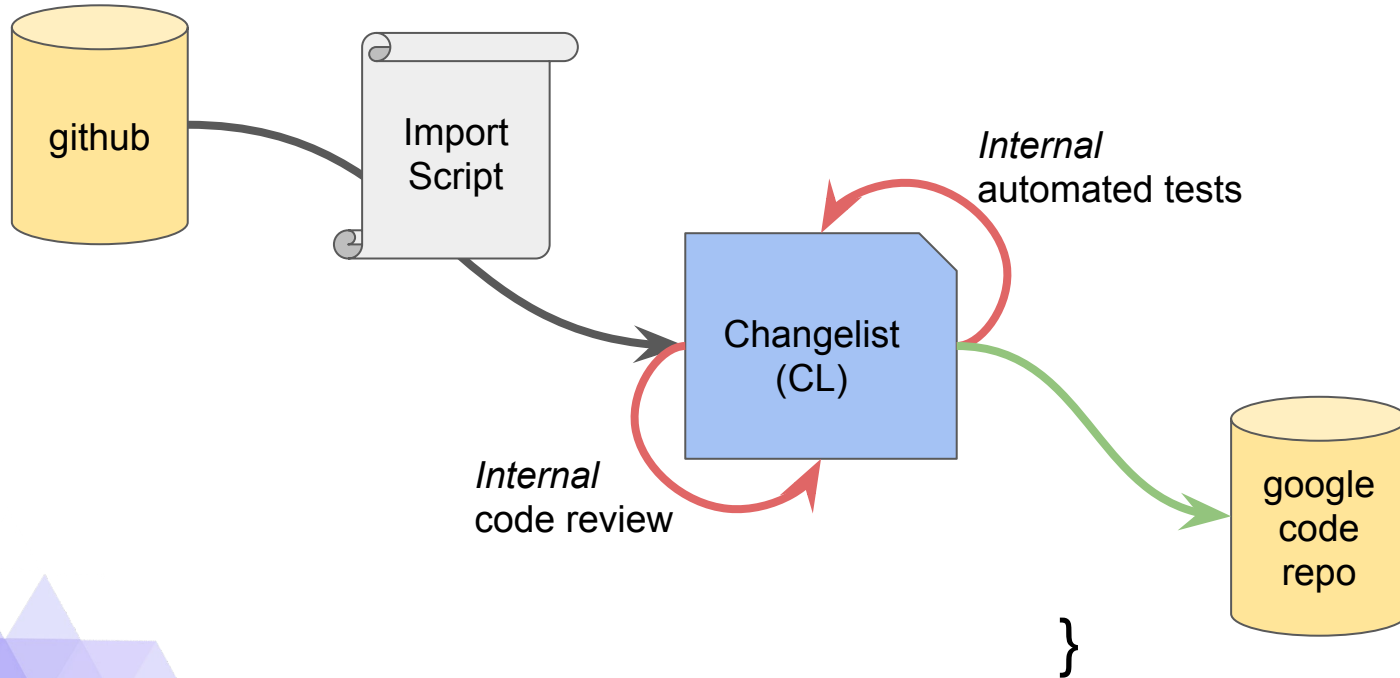 github
Import
Script
Internal
automated tests
Changelist
(CL)
Internal
code review
google
code
repo
}